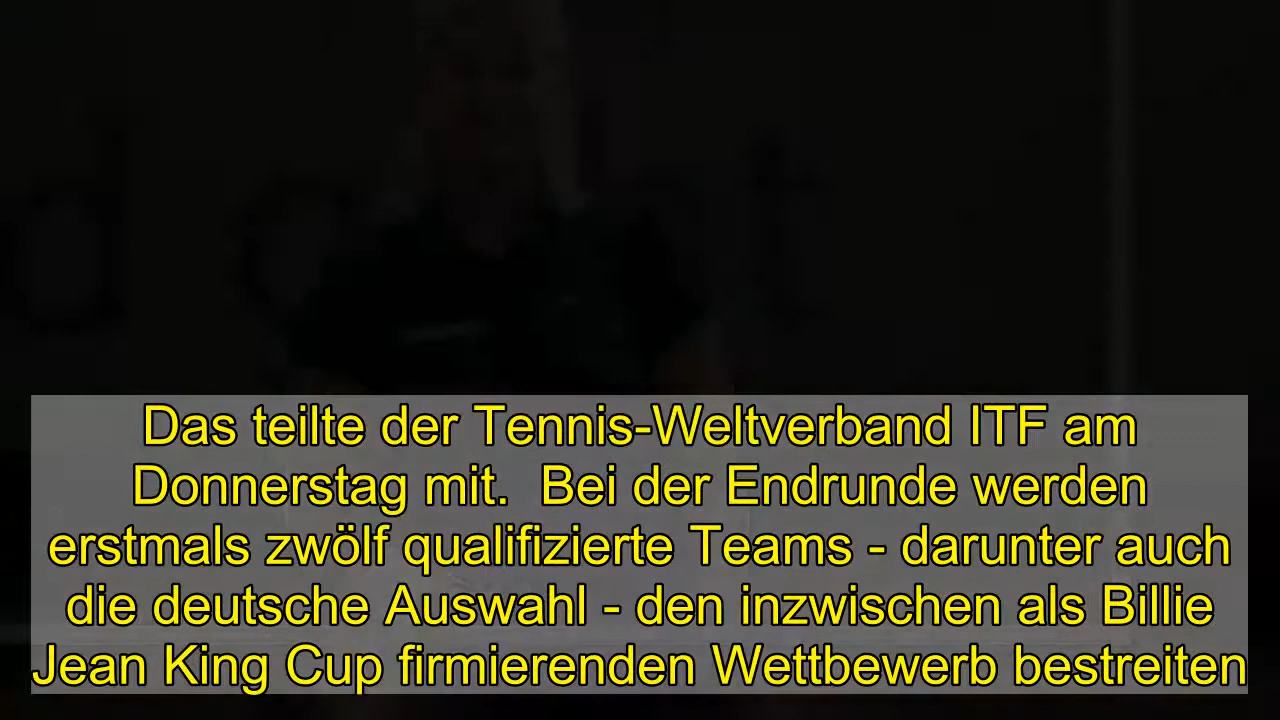 Das teilte der Tennis-Weltverband ITF am
Donnerstag mit. Bei der Endrunde werden
erstmals zwölf qualifizierte Teams - darunter auch
die deutsche Auswahl - den inzwischen als Billie
Jean King Cup firmierenden Wettbewerb bestreiten